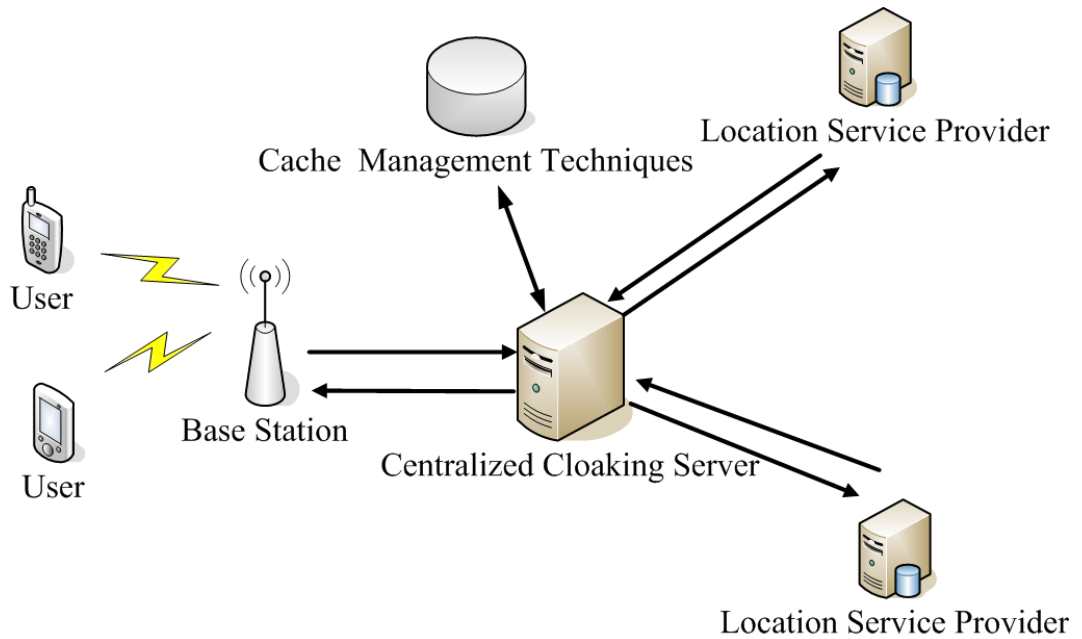 Location Service Provider
Cache Management Techniques
User
Base Station
Centralized Cloaking Server
User
Location Service Provider